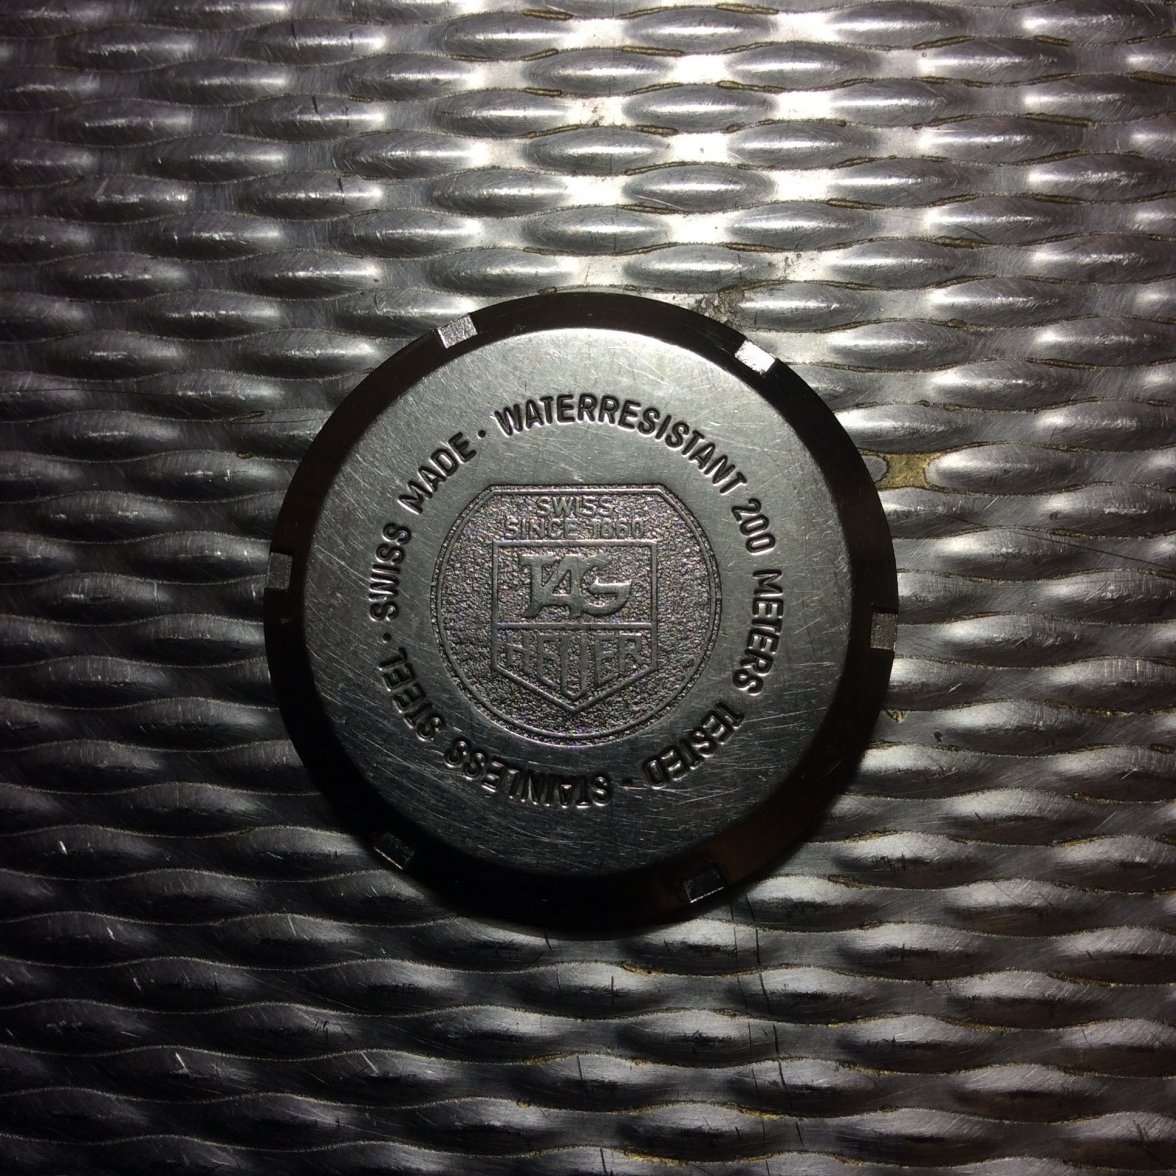 · WATERRESISTANT 200 METERS TESTED · STAINLESS STEEL · SWISS MADE
SWISS
SINCE 1860
TAG
HEUER